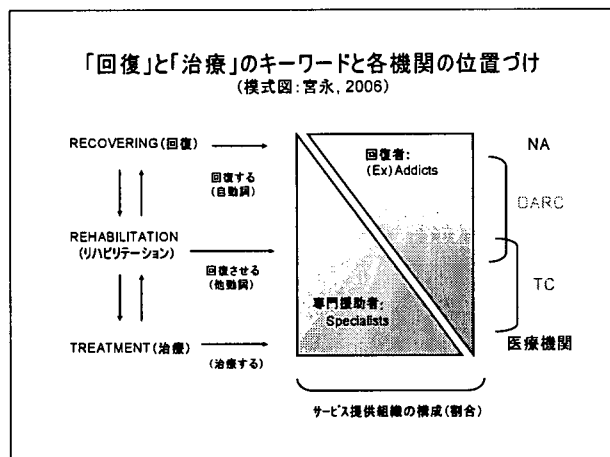 「回復」と「治療」のキーワードと各機関の位置づけ
(模式図:宮永, 2006)
RECOVERING(回復)
回復する
(自動詞)
REHABILITATION
(リハビリテーション)
回復させる
(他動詞)
TREATMENT(治療)
(治療する)
回復者:
(Ex) Addicts
専門援助者:
Specialists
NA
DARC
TC
医療機関
サービス提供組織の構成(割合)